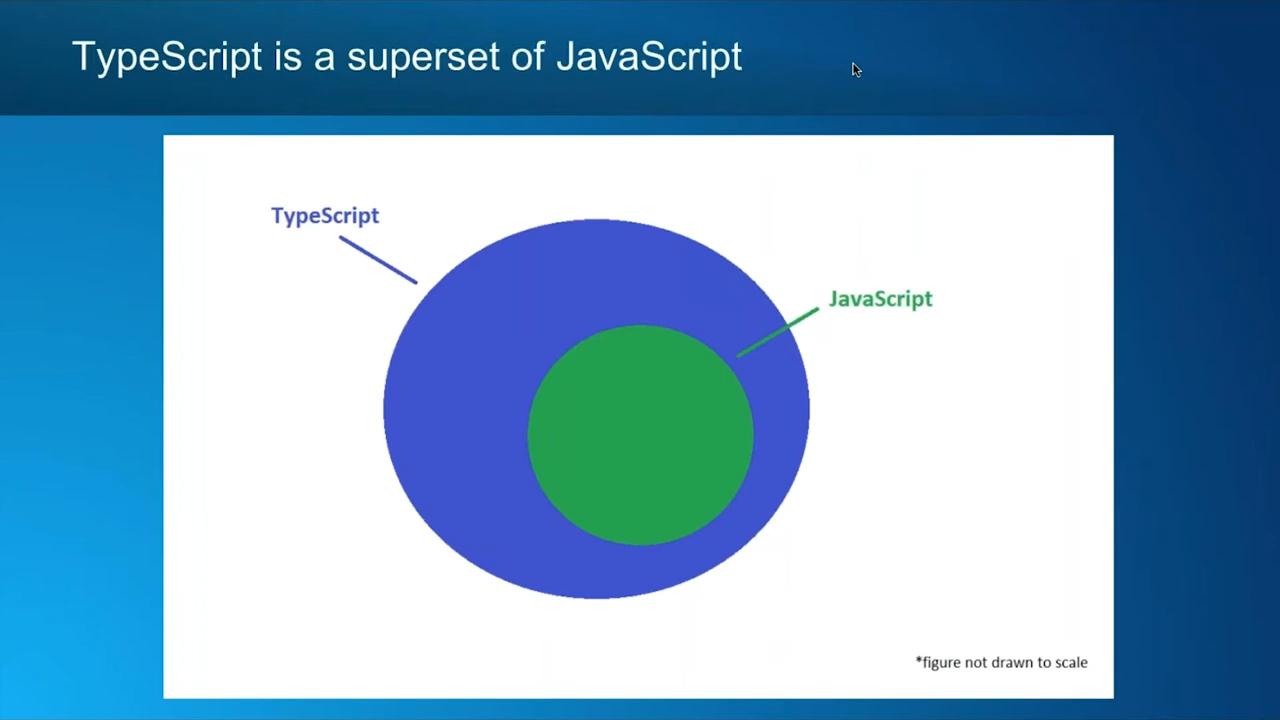 TypeScript is a superset of JavaScript
TypeScript
JavaScript
*figure not drawn to scale